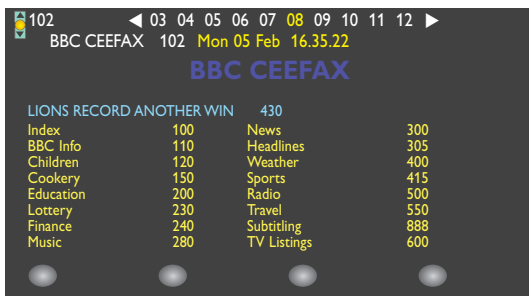 102 ◀ 03 04 05 06 07 08 09 10 11 12 ▶
BBC CEEFAX 102 Mon 05 Feb 16.35.22
BBC CEEFAX
LIONS RECORD ANOTHER WIN 430
Index 100 News 300
BBC Info 110 Headlines 305
Children 120 Weather 400
Cookery 150 Sports 415
Education 200 Radio 500
Lottery 230 Travel 550
Finance 240 Subtitling 888
Music 280 TV Listings 600